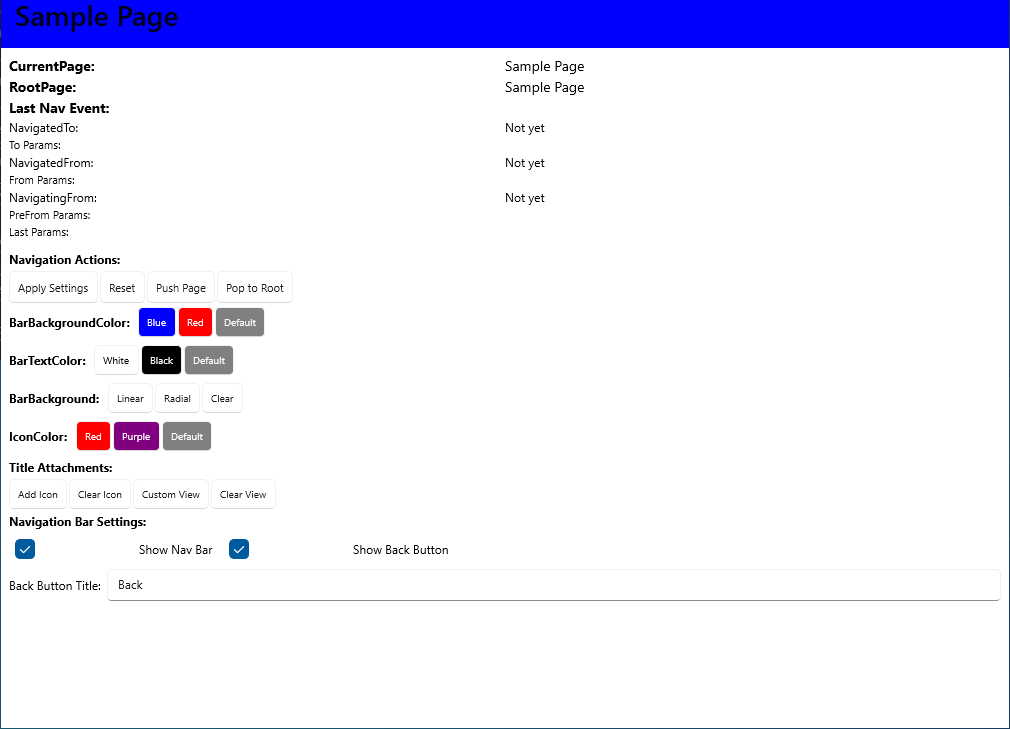 Sample Page
CurrentPage: Sample Page
RootPage: Sample Page
Last Nav Event:
NavigatedTo: Not yet
To Params:
NavigatedFrom: Not yet
From Params:
NavigatingFrom: Not yet
PreFrom Params:
Last Params:
Navigation Actions:
Apply Settings Reset Push Page Pop to Root
BarBackgroundColor: Blue Red Default
BarTextColor: White Black Default
BarBackground: Linear Radial Clear
IconColor: Red Purple Default
Title Attachments:
Add Icon Clear Icon Custom View Clear View
Navigation Bar Settings:
Show Nav Bar Show Back Button
Back Button Title: Back